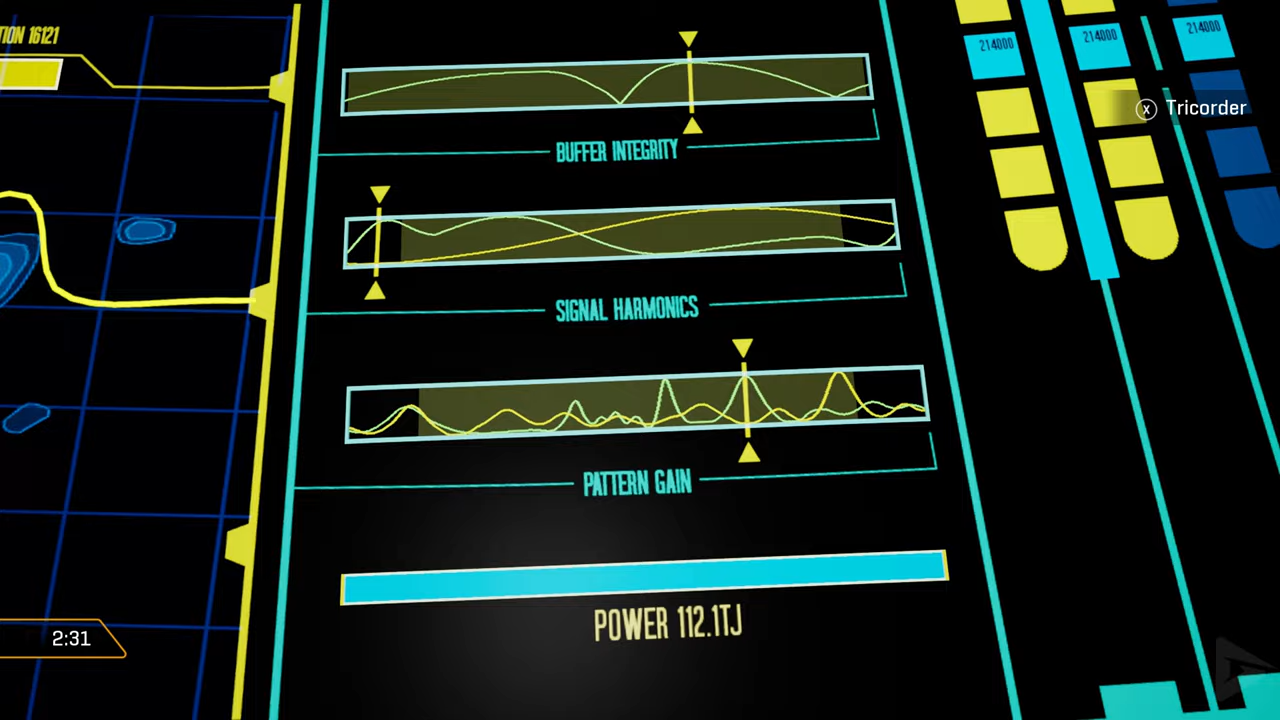 TION 16121
214000
214000
214000
X Tricorder
BUFFER INTEGRITY
SIGNAL HARMONICS
PATTERN GAIN
POWER 112.1TJ
2:31